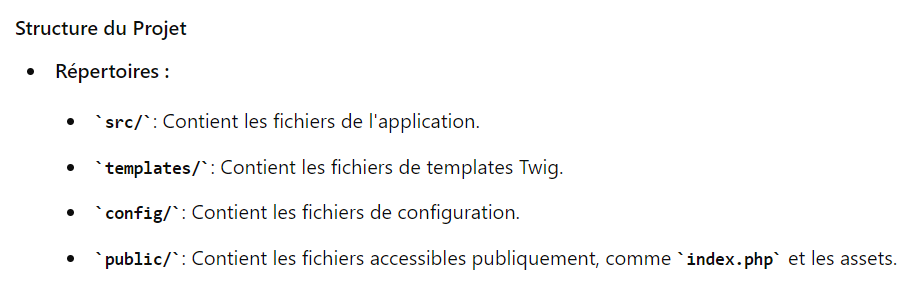 Structure du Projet
• Répertoires :
• `src/`: Contient les fichiers de l'application.
• `templates/`: Contient les fichiers de templates Twig.
• `config/`: Contient les fichiers de configuration.
• `public/`: Contient les fichiers accessibles publiquement, comme `index.php` et les assets.